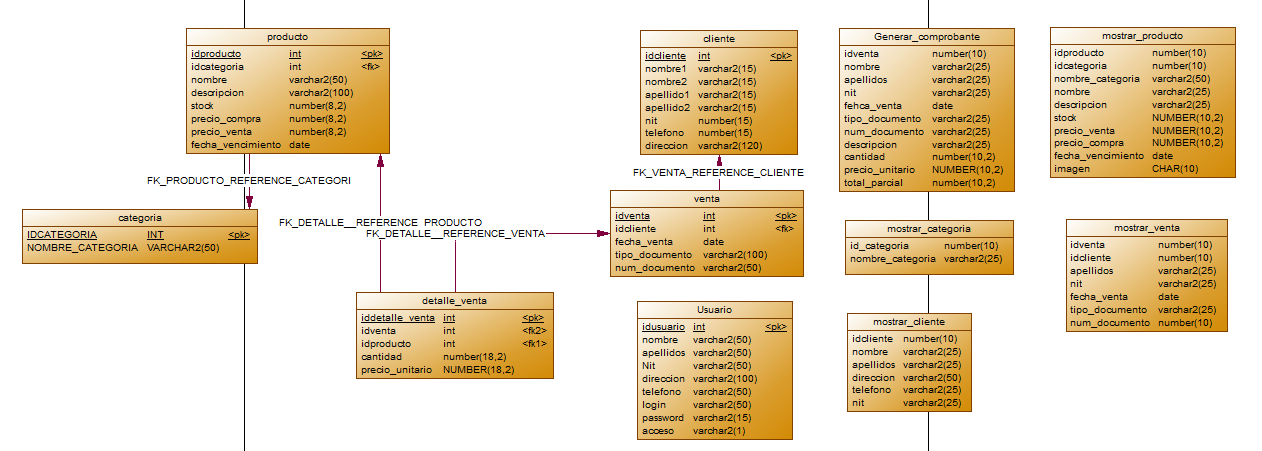 producto
idproducto int <pk>
idcategoria int <fk>
nombre varchar2(50)
descripcion varchar2(100)
stock number(8,2)
precio_compra number(8,2)
precio_venta number(8,2)
fecha_vencimiento date
FK_PRODUCTO_REFERENCE_CATEGORI
categoria
IDCATEGORIA INT <pk>
NOMBRE_CATEGORIA VARCHAR2(50)
FK_DETALLE__REFERENCE_PRODUCTO
FK_DETALLE__REFERENCE_VENTA
detalle_venta
iddetalle_venta int <pk>
idventa int <fk2>
idproducto int <fk1>
cantidad number(18,2)
precio_unitario NUMBER(18,2)
cliente
idcliente int <pk>
nombre1 varchar2(15)
nombre2 varchar2(15)
apellido1 varchar2(15)
apellido2 varchar2(15)
nit number(15)
telefono number(15)
direccion varchar2(120)
FK_VENTA_REFERENCE_CLIENTE
venta
idventa int <pk>
idcliente int <fk>
fecha_venta date
tipo_documento varchar2(100)
num_documento varchar2(50)
Usuario
idusuario int <pk>
nombre varchar2(50)
apellidos varchar2(50)
Nit varchar2(50)
direccion varchar2(100)
telefono varchar2(50)
login varchar2(50)
password varchar2(15)
acceso varchar2(1)
Generar_comprobante
idventa number(10)
nombre varchar2(25)
apellidos varchar2(25)
nit varchar2(25)
fehca_venta date
tipo_documento varchar2(25)
num_documento varchar2(25)
descripcion varchar2(25)
cantidad number(10,2)
precio_unitario NUMBER(10,2)
total_parcial number(10,2)
mostrar_categoria
id_categoria number(10)
nombre_categoria varchar2(25)
mostrar_cliente
idcliente number(10)
nombre varchar2(25)
apellidos varchar2(25)
direccion varchar2(50)
telefono varchar2(25)
nit varchar2(25)
mostrar_producto
idproducto number(10)
idcategoria number(10)
nombre_categoria varchar2(50)
nombre varchar2(25)
descripcion varchar2(25)
stock NUMBER(10,2)
precio_venta NUMBER(10,2)
precio_compra NUMBER(10,2)
fecha_vencimiento date
imagen CHAR(10)
mostrar_venta
idventa number(10)
idcliente number(10)
apellidos varchar2(25)
nit varchar2(25)
fecha_venta date
tipo_documento varchar2(25)
num_documento number(10)